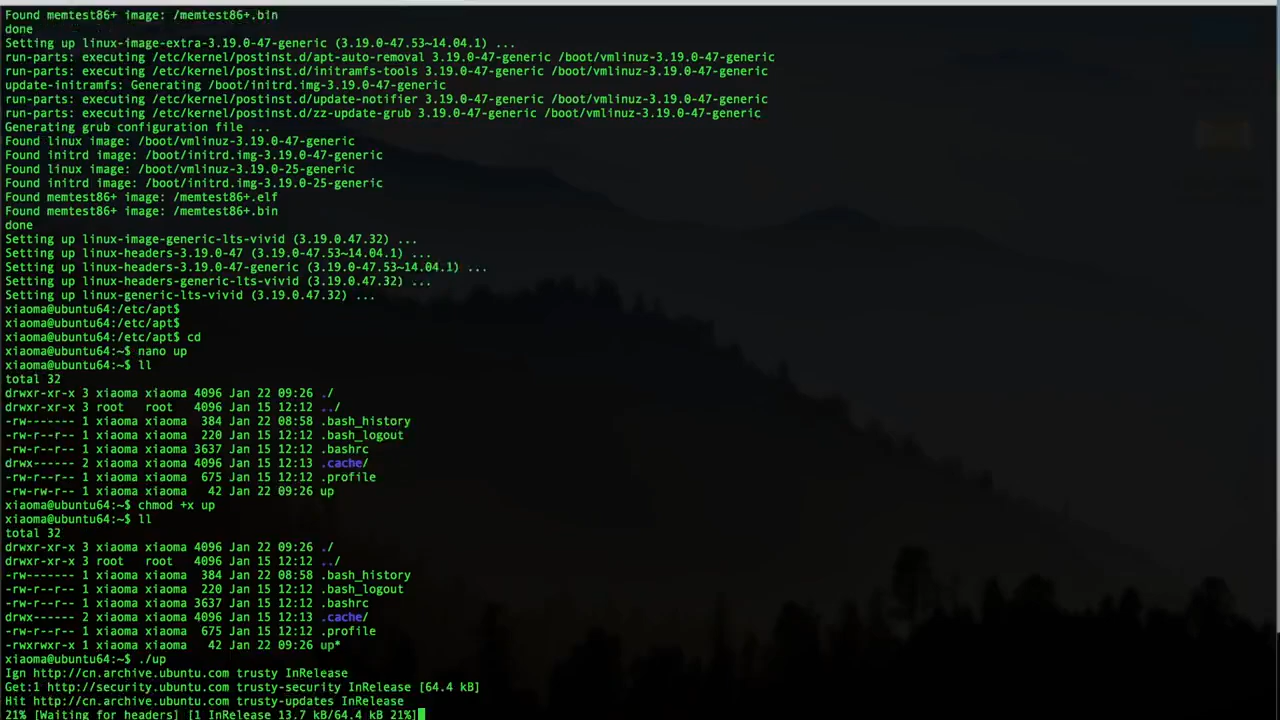 Found memtest86+ image: /memtest86+.bin
done
Setting up linux-image-extra-3.19.0-47-generic (3.19.0-47.53~14.04.1) ...
run-parts: executing /etc/kernel/postinst.d/apt-auto-removal 3.19.0-47-generic /boot/vmlinuz-3.19.0-47-generic
run-parts: executing /etc/kernel/postinst.d/initramfs-tools 3.19.0-47-generic /boot/vmlinuz-3.19.0-47-generic
update-initramfs: Generating /boot/initrd.img-3.19.0-47-generic
run-parts: executing /etc/kernel/postinst.d/update-notifier 3.19.0-47-generic /boot/vmlinuz-3.19.0-47-generic
run-parts: executing /etc/kernel/postinst.d/zz-update-grub 3.19.0-47-generic /boot/vmlinuz-3.19.0-47-generic
Generating grub configuration file ...
Found linux image: /boot/vmlinuz-3.19.0-47-generic
Found initrd image: /boot/initrd.img-3.19.0-47-generic
Found linux image: /boot/vmlinuz-3.19.0-25-generic
Found initrd image: /boot/initrd.img-3.19.0-25-generic
Found memtest86+ image: /memtest86+.elf
Found memtest86+ image: /memtest86+.bin
done
Setting up linux-image-generic-lts-vivid (3.19.0.47.32) ...
Setting up linux-headers-3.19.0-47 (3.19.0-47.53~14.04.1) ...
Setting up linux-headers-3.19.0-47-generic (3.19.0-47.53~14.04.1) ...
Setting up linux-headers-generic-lts-vivid (3.19.0.47.32) ...
Setting up linux-generic-lts-vivid (3.19.0.47.32) ...
xiaoma@ubuntu64:/etc/apt$
xiaoma@ubuntu64:/etc/apt$
xiaoma@ubuntu64:/etc/apt$ cd
xiaoma@ubuntu64:~$ nano up
xiaoma@ubuntu64:~$ ll
total 32
drwxr-xr-x 3 xiaoma xiaoma 4096 Jan 22 09:26 ./
drwxr-xr-x 3 root   root   4096 Jan 15 12:12 ../
-rw------- 1 xiaoma xiaoma  384 Jan 22 08:58 .bash_history
-rw-r--r-- 1 xiaoma xiaoma  220 Jan 15 12:12 .bash_logout
-rw-r--r-- 1 xiaoma xiaoma 3637 Jan 15 12:12 .bashrc
drwx------ 2 xiaoma xiaoma 4096 Jan 15 12:13 .cache/
-rw-r--r-- 1 xiaoma xiaoma  675 Jan 15 12:12 .profile
-rw-rw-r-- 1 xiaoma xiaoma   42 Jan 22 09:26 up
xiaoma@ubuntu64:~$ chmod +x up
xiaoma@ubuntu64:~$ ll
total 32
drwxr-xr-x 3 xiaoma xiaoma 4096 Jan 22 09:26 ./
drwxr-xr-x 3 root   root   4096 Jan 15 12:12 ../
-rw------- 1 xiaoma xiaoma  384 Jan 22 08:58 .bash_history
-rw-r--r-- 1 xiaoma xiaoma  220 Jan 15 12:12 .bash_logout
-rw-r--r-- 1 xiaoma xiaoma 3637 Jan 15 12:12 .bashrc
drwx------ 2 xiaoma xiaoma 4096 Jan 15 12:13 .cache/
-rw-r--r-- 1 xiaoma xiaoma  675 Jan 15 12:12 .profile
-rwxrwxr-x 1 xiaoma xiaoma   42 Jan 22 09:26 up*
xiaoma@ubuntu64:~$ ./up
Ign http://cn.archive.ubuntu.com trusty InRelease
Get:1 http://security.ubuntu.com trusty-security InRelease [64.4 kB]
Hit http://cn.archive.ubuntu.com trusty-updates InRelease
21% [Waiting for headers] [1 InRelease 13.7 kB/64.4 kB 21%]